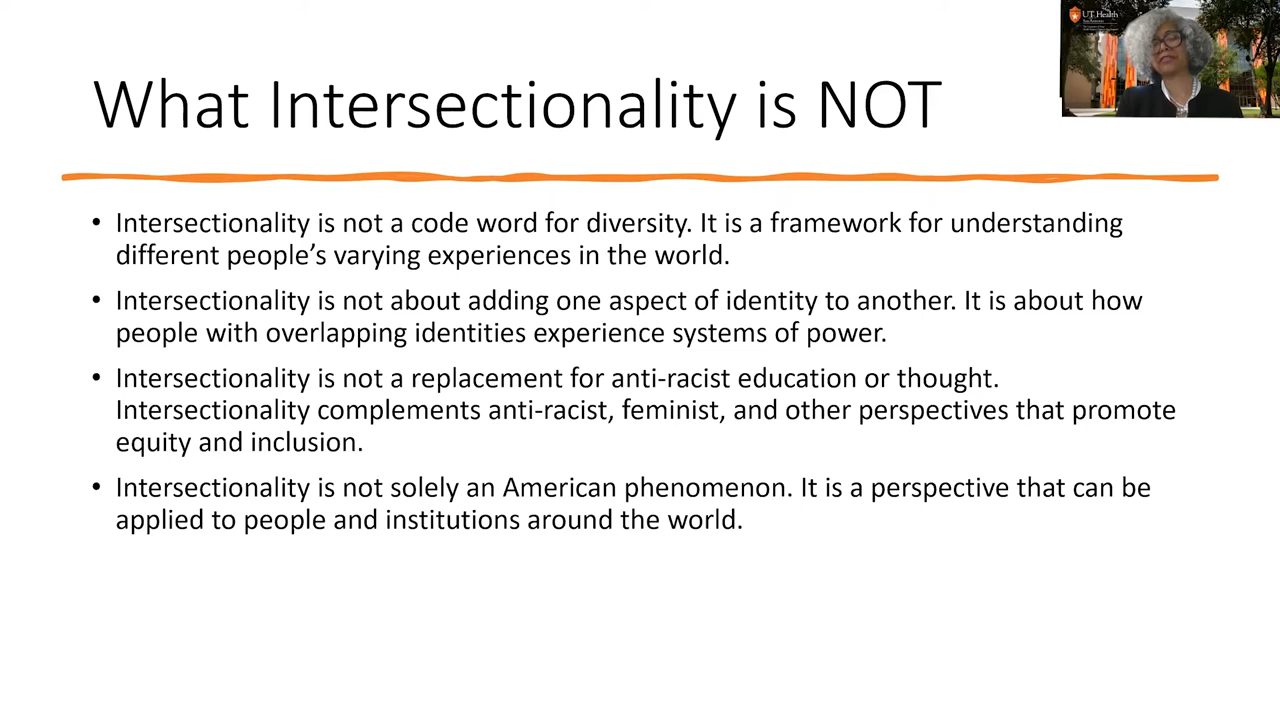 UT Health
What Intersectionality is NOT
• Intersectionality is not a code word for diversity. It is a framework for understanding
different people’s varying experiences in the world.
• Intersectionality is not about adding one aspect of identity to another. It is about how
people with overlapping identities experience systems of power.
• Intersectionality is not a replacement for anti-racist education or thought.
Intersectionality complements anti-racist, feminist, and other perspectives that promote
equity and inclusion.
• Intersectionality is not solely an American phenomenon. It is a perspective that can be
applied to people and institutions around the world.